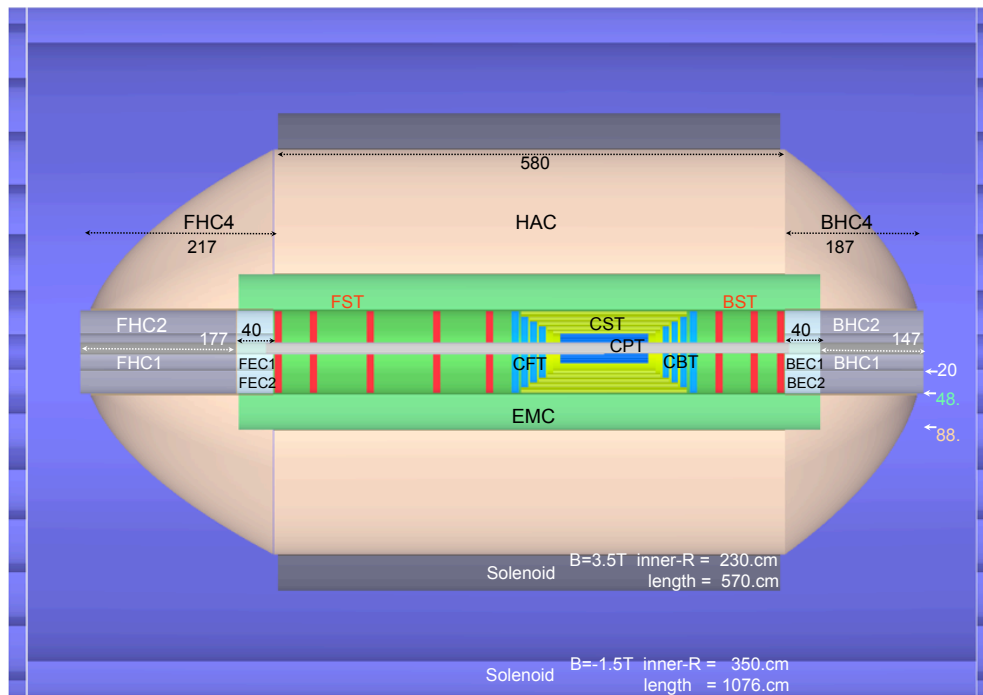 580
FHC4
HAC
BHC4
217
187
FST
BST
FHC2
40
CST
40
BHC2
177
CPT
147
FHC1
FEC1
CFT
CBT
BEC1
BHC1
20
FEC2
BEC2
48.
EMC
88.
B=3.5T inner-R = 230.cm
Solenoid
length = 570.cm
B=-1.5T inner-R = 350.cm
Solenoid
length = 1076.cm